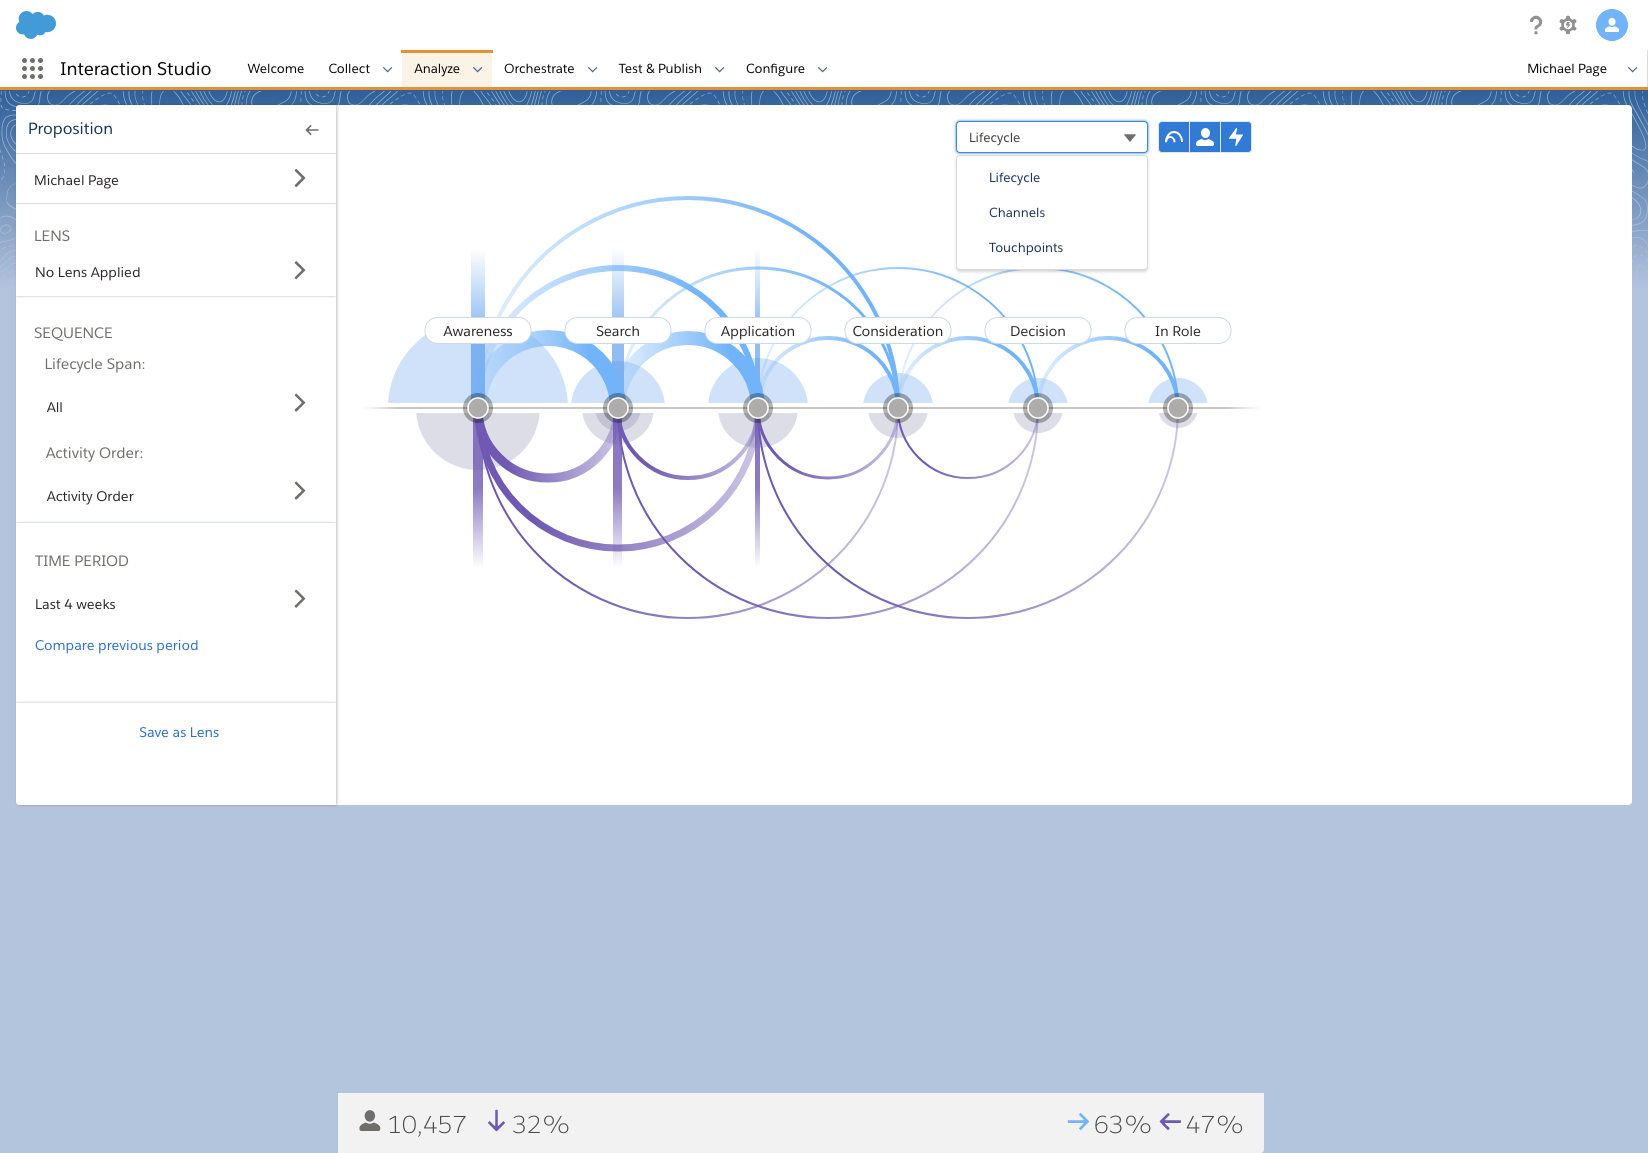 Interaction Studio
Welcome
Collect
Analyze
Orchestrate
Test & Publish
Configure
Michael Page
Proposition
Michael Page
LENS
No Lens Applied
SEQUENCE
Lifecycle Span:
All
Activity Order:
Activity Order
TIME PERIOD
Last 4 weeks
Compare previous period
Save as Lens
Lifecycle
Lifecycle
Channels
Touchpoints
Awareness
Search
Application
Consideration
Decision
In Role
10,457
32%
63%
47%